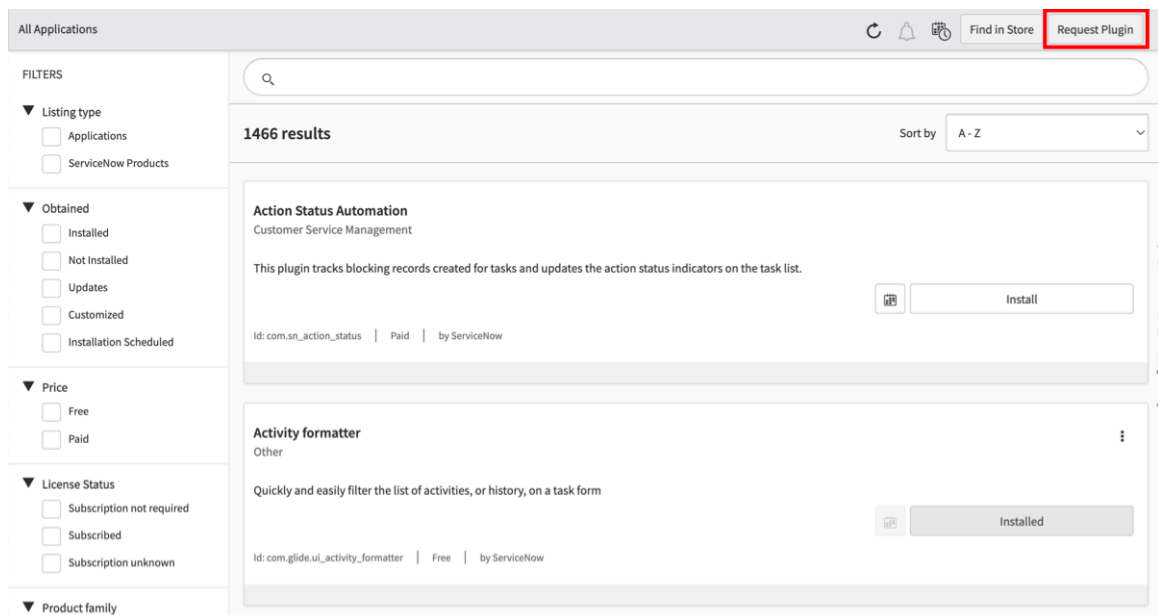 All Applications
Find in Store
Request Plugin
FILTERS
Listing type
Applications
ServiceNow Products
Obtained
Installed
Not Installed
Updates
Customized
Installation Scheduled
Price
Free
Paid
License Status
Subscription not required
Subscribed
Subscription unknown
Product family
1466 results
Sort by
A - Z
Action Status Automation
Customer Service Management
This plugin tracks blocking records created for tasks and updates the action status indicators on the task list.
Install
Id: com.sn_action_status | Paid | by ServiceNow
Activity formatter
Other
Quickly and easily filter the list of activities, or history, on a task form
Installed
Id: com.glide.ui_activity_formatter | Free | by ServiceNow